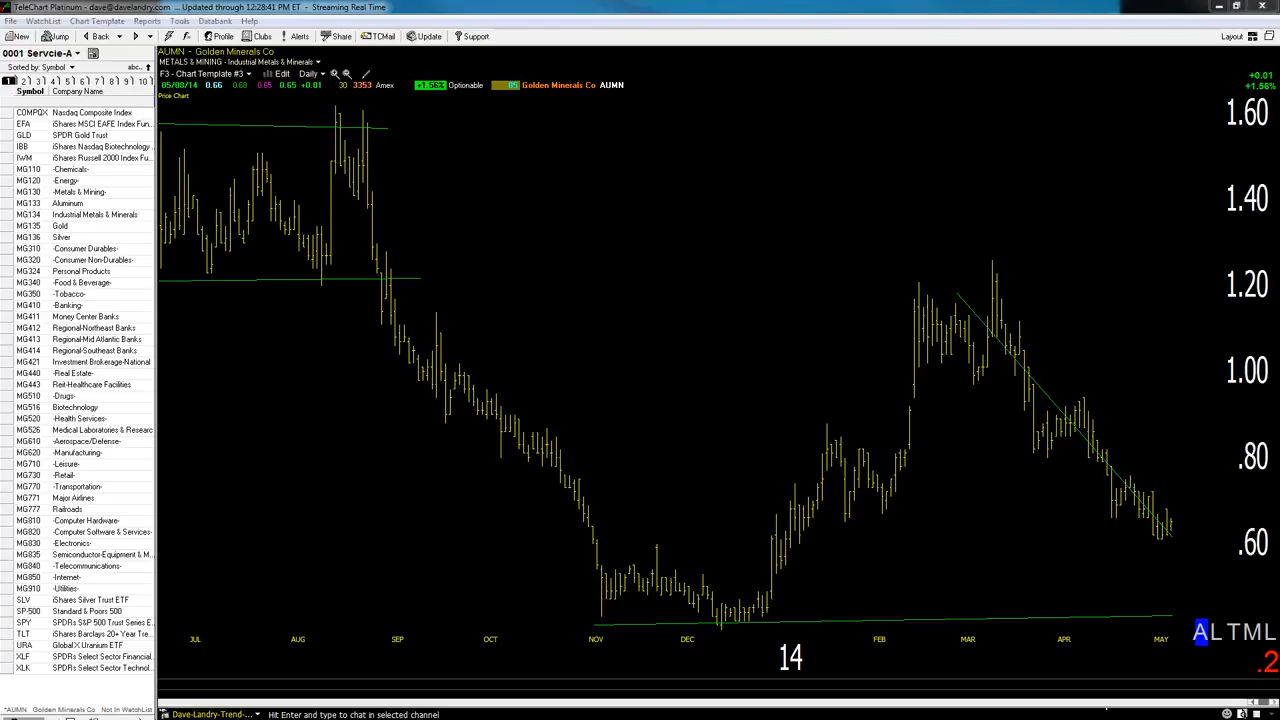 TeleChart Platinum - dave@davelandry.com ... Updated through 12:28:41 PM ET - Streaming Real Time
File WatchList Chart Template Reports Tools Databank Help
New Jump Back Profile Clubs Alerts Share TCMail Update Support Layout
0001 Servcie-A
Sorted by: Symbol abc..
1 2 3 4 5 6 7 8 9 10
Symbol Company Name
COMPQX Nasdaq Composite Index
EFA iShares MSCI EAFE Index Fun...
GLD SPDR Gold Trust
IBB iShares Nasdaq Biotechnology
IWM iShares Russell 2000 Index Fu...
MG110 -Chemicals-
MG120 -Energy-
MG130 -Metals & Mining-
MG133 Aluminum
MG134 Industrial Metals & Minerals
MG135 Gold
MG136 Silver
MG310 -Consumer Durables-
MG320 -Consumer Non-Durables-
MG324 Personal Products
MG340 -Food & Beverage-
MG350 -Tobacco-
MG410 -Banking-
MG411 Money Center Banks
MG412 Regional-Northeast Banks
MG413 Regional-Mid Atlantic Banks
MG414 Regional-Southeast Banks
MG421 Investment Brokerage-National
MG440 -Real Estate-
MG443 Reit-Healthcare Facilities
MG510 -Drugs-
MG516 Biotechnology
MG520 -Health Services-
MG526 Medical Laboratories & Researc
MG610 -Aerospace/Defense-
MG620 -Manufacturing-
MG710 -Leisure-
MG730 -Retail-
MG770 -Transportation-
MG771 Major Airlines
MG777 Railroads
MG810 -Computer Hardware-
MG820 -Computer Software & Services-
MG830 -Electronics-
MG835 Semiconductor-Equipment & M...
MG840 -Telecommunications-
MG850 -Internet-
MG910 -Utilities-
SLV iShares Silver Trust ETF
SP-500 Standard & Poors 500
SPY SPDRs S&P 500 Trust Series E...
TLT iShares Barclays 20+ Year Tre...
URA Global X Uranium ETF
XLF SPDRs Select Sector Financial...
XLK SPDRs Select Sector Technol...
*AUMN Golden Minerals Co Not In WatchList
AUMN - Golden Minerals Co
METALS & MINING - Industrial Metals & Minerals
F3 - Chart Template #3 Edit Daily
05/08/14 0.66 0.68 0.65 0.65 +0.01 30 3353 Amex +1.56% Optionable 85 Golden Minerals Co AUMN
Price Chart
+0.01
+1.56%
1.60
1.40
1.20
1.00
.80
.60
ALTML
.2
JUL AUG SEP OCT NOV DEC FEB MAR APR MAY
14
Dave-Landry-Trend-... Hit Enter and type to chat in selected channel